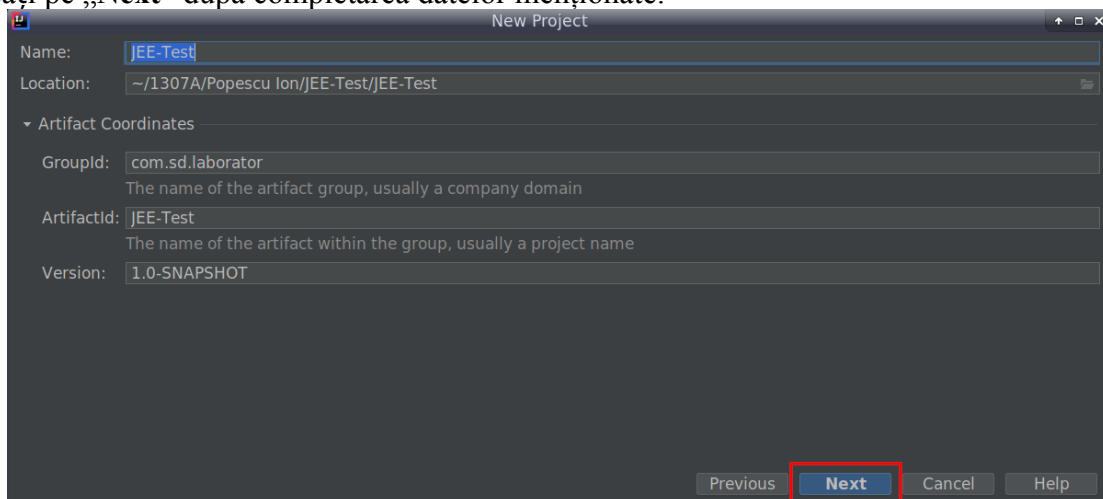 ați pe „Next” după completarea datelor menționate.
New Project
Name: JEE-Test
Location: ~/1307A/Popescu Ion/JEE-Test/JEE-Test
Artifact Coordinates
GroupId: com.sd.laborator
The name of the artifact group, usually a company domain
ArtifactId: JEE-Test
The name of the artifact within the group, usually a project name
Version: 1.0-SNAPSHOT
Previous Next Cancel Help